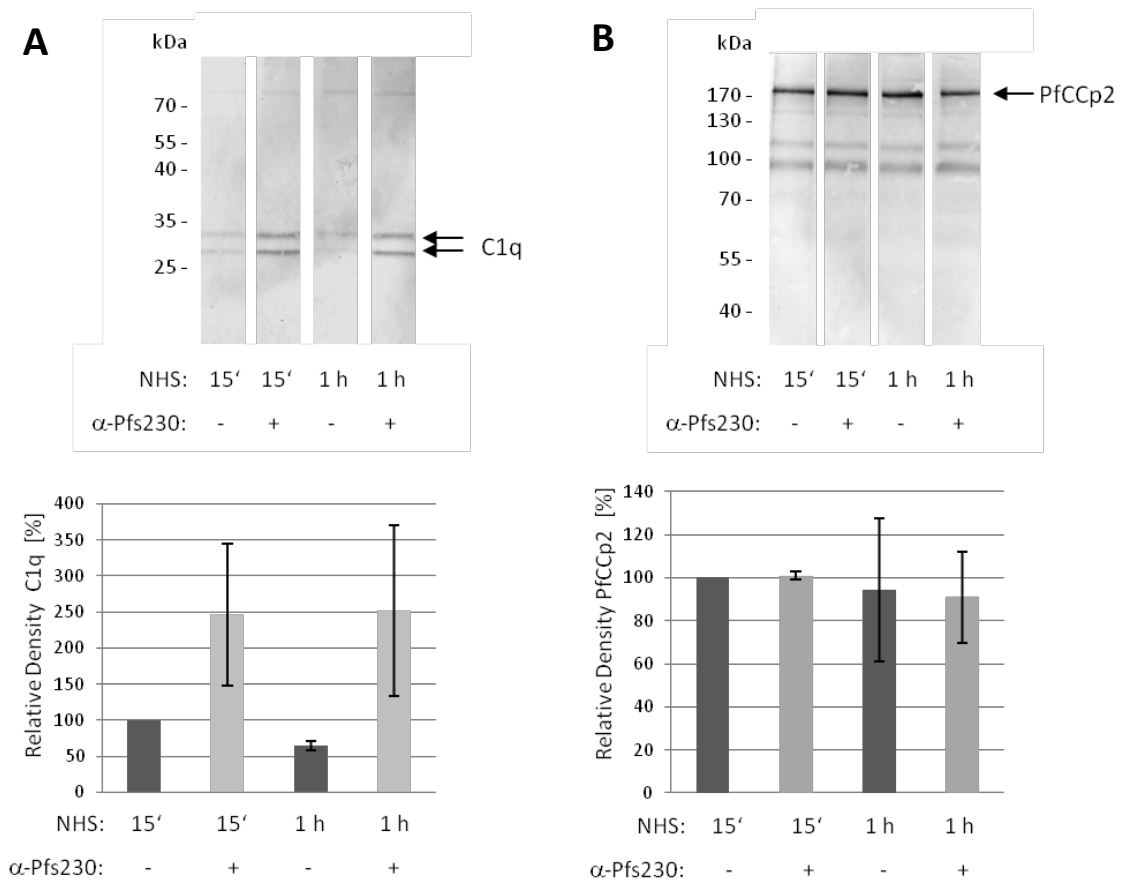 A
kDa
70 -
55 -
40 -
35 -
25 -
C1q
NHS: 15‘ 15‘ 1 h 1 h
α-Pfs230: - + - +
Relative Density C1q [%]
400
350
300
250
200
150
100
50
0
NHS: 15‘ 15‘ 1 h 1 h
α-Pfs230: - + - +
B
kDa
170 -
130 -
100 -
70 -
55 -
40 -
PfCCp2
NHS: 15‘ 15‘ 1 h 1 h
α-Pfs230: - + - +
Relative Density PfCCp2 [%]
140
120
100
80
60
40
20
0
NHS: 15‘ 15‘ 1 h 1 h
α-Pfs230: - + - +